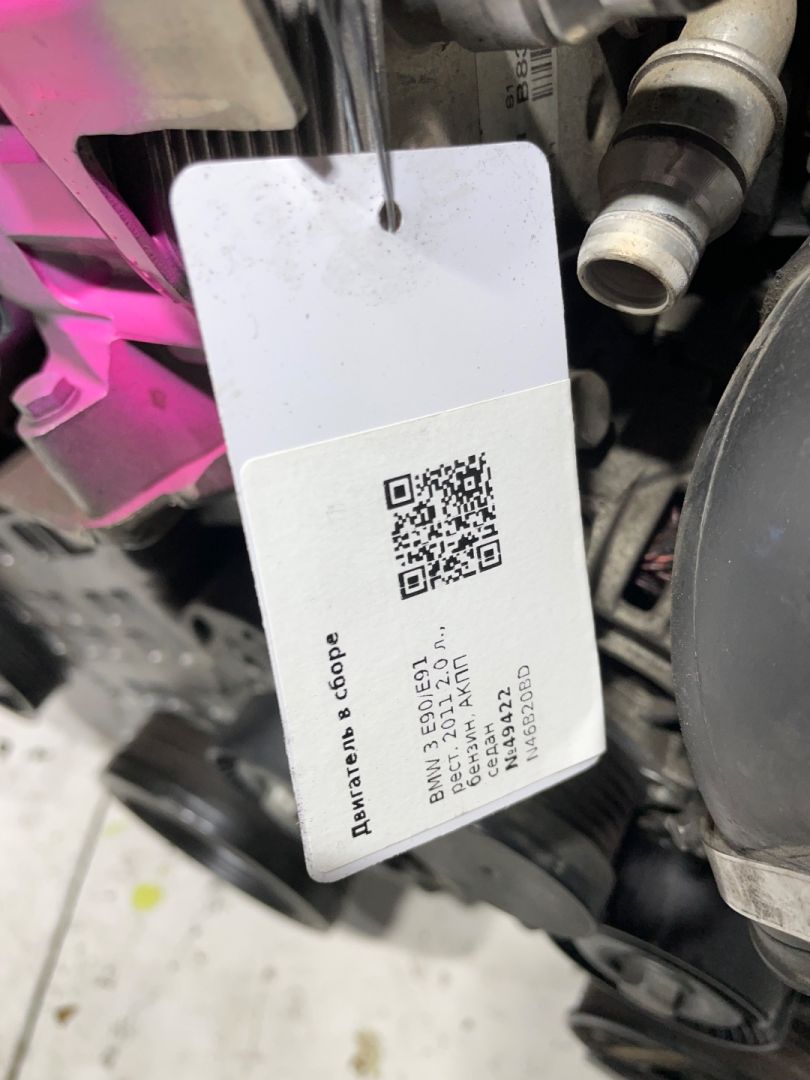 Двигатель в сборе
BMW 3 E90/E91
рест. 2011 2.0 л.,
бензин, АКПП
седан
№49422
N46B20BD